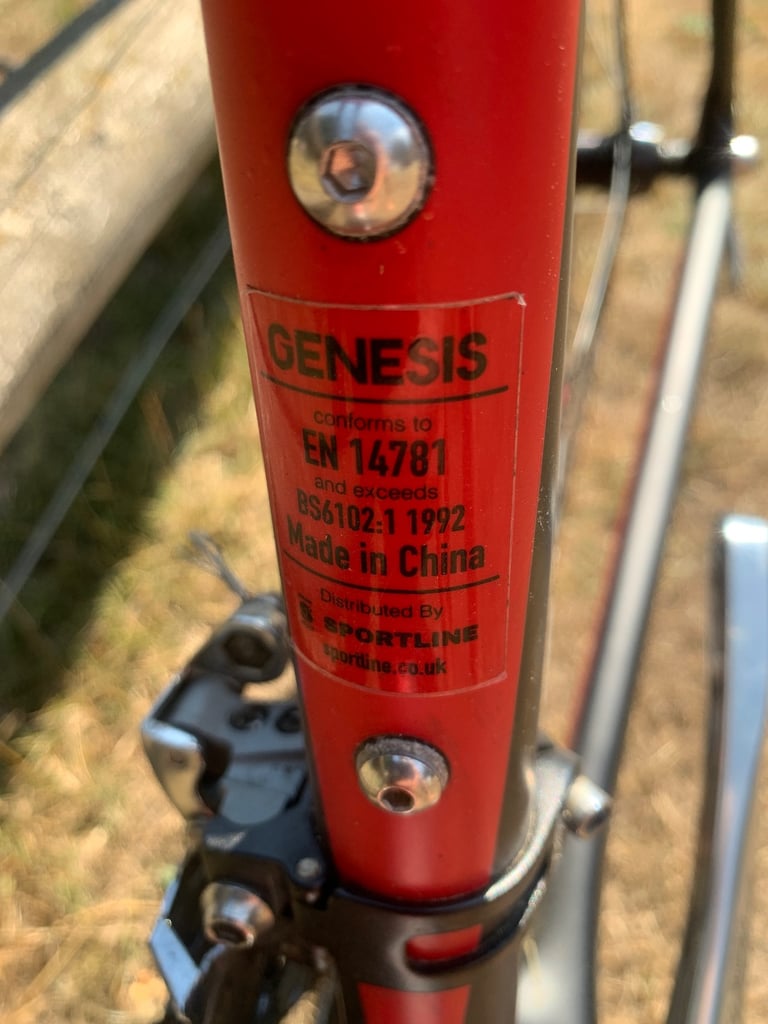 GENESIS
conforms to
EN 14781
and exceeds
BS6102:1 1992
Made in China
Distributed By
SPORTLINE
sportline.co.uk